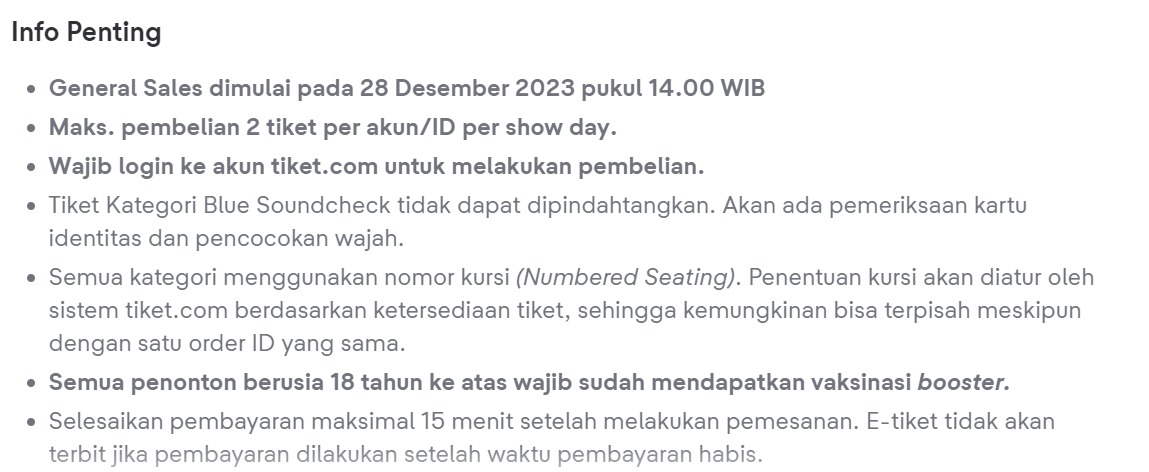 Info Penting
• General Sales dimulai pada 28 Desember 2023 pukul 14.00 WIB
• Maks. pembelian 2 tiket per akun/ID per show day.
• Wajib login ke akun tiket.com untuk melakukan pembelian.
• Tiket Kategori Blue Soundcheck tidak dapat dipindahtangkan. Akan ada pemeriksaan kartu
identitas dan pencocokan wajah.
• Semua kategori menggunakan nomor kursi (Numbered Seating). Penentuan kursi akan diatur oleh
sistem tiket.com berdasarkan ketersediaan tiket, sehingga kemungkinan bisa terpisah meskipun
dengan satu order ID yang sama.
• Semua penonton berusia 18 tahun ke atas wajib sudah mendapatkan vaksinasi booster.
• Selesaikan pembayaran maksimal 15 menit setelah melakukan pemesanan. E-tiket tidak akan
terbit jika pembayaran dilakukan setelah waktu pembayaran habis.